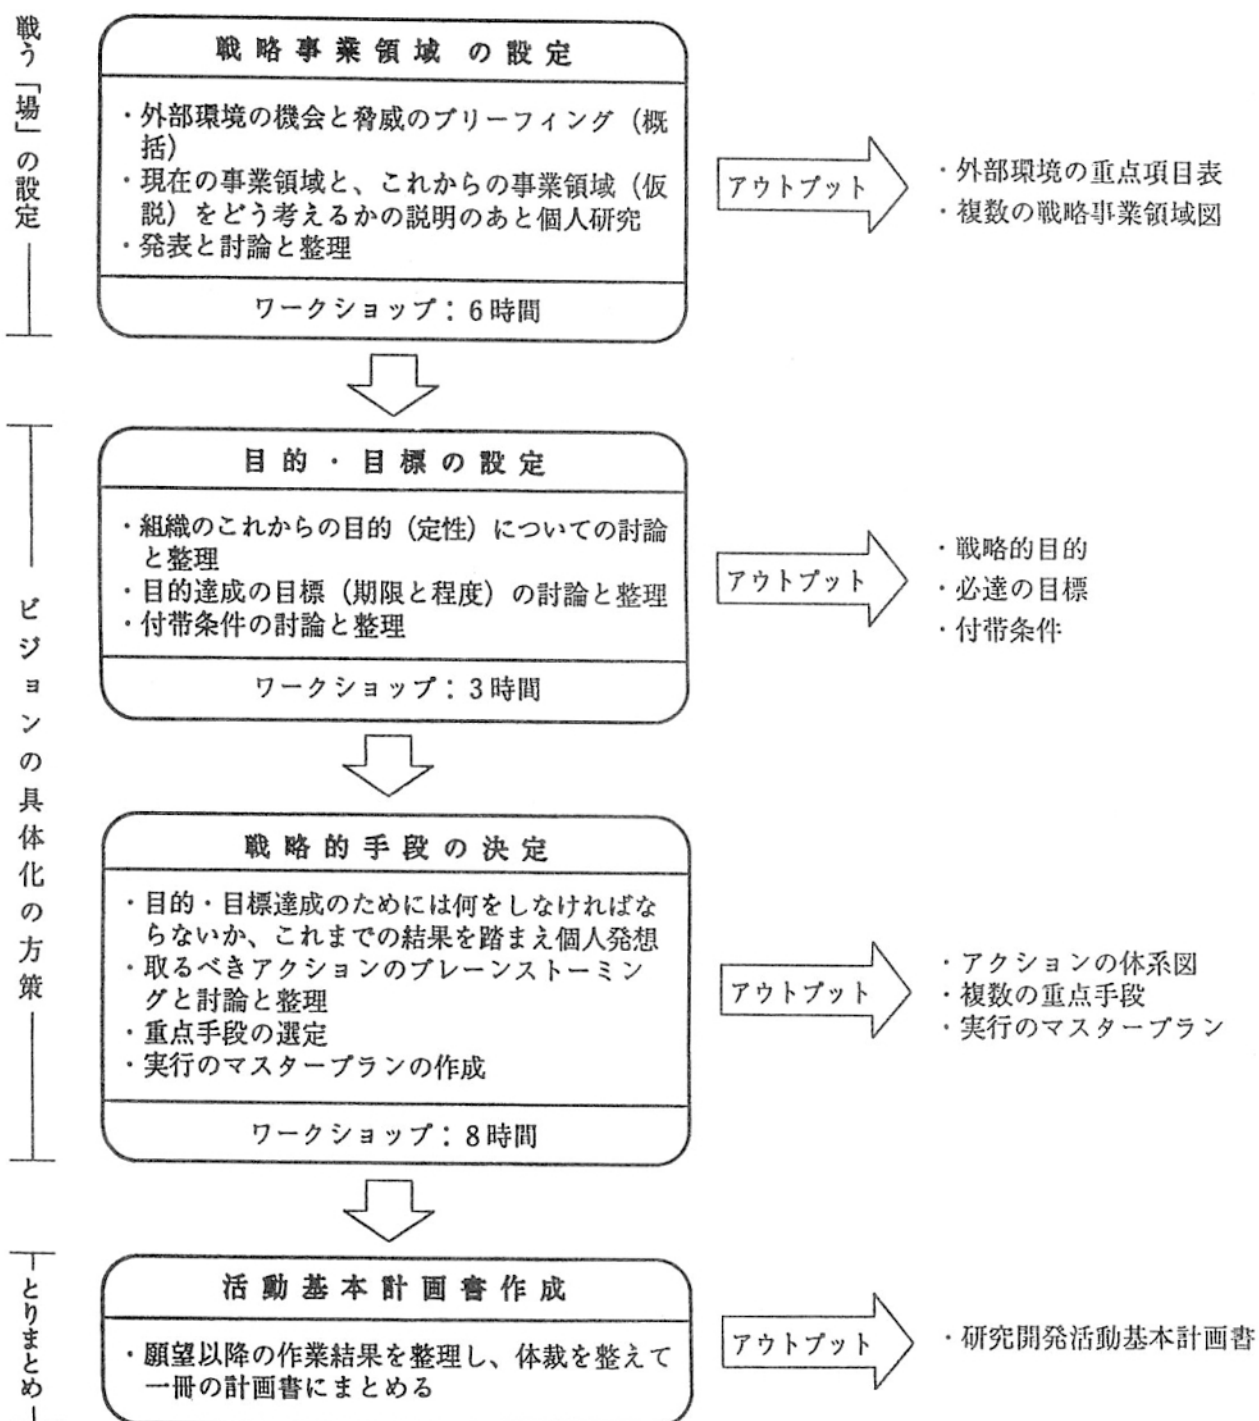 戦う「場」の設定
戦略事業領域の設定
・外部環境の機会と脅威のブリーフィング（概
括）
・現在の事業領域と、これからの事業領域（仮
説）をどう考えるかの説明のあと個人研究
・発表と討論と整理
ワークショップ：6時間
アウトプット
・外部環境の重点項目表
・複数の戦略事業領域図
ビジョンの具体化の方策
目的・目標の設定
・組織のこれからの目的（定性）についての討論
と整理
・目的達成の目標（期限と程度）の討論と整理
・付帯条件の討論と整理
ワークショップ：3時間
アウトプット
・戦略的目的
・必達の目標
・付帯条件
戦略的手段の決定
・目的・目標達成のためには何をしなければな
らないか、これまでの結果を踏まえ個人発想
・取るべきアクションのブレーンストーミン
グと討論と整理
・重点手段の選定
・実行のマスタープランの作成
ワークショップ：8時間
アウトプット
・アクションの体系図
・複数の重点手段
・実行のマスタープラン
とりまとめ
活動基本計画書作成
・願望以降の作業結果を整理し、体裁を整えて
一冊の計画書にまとめる
アウトプット
・研究開発活動基本計画書